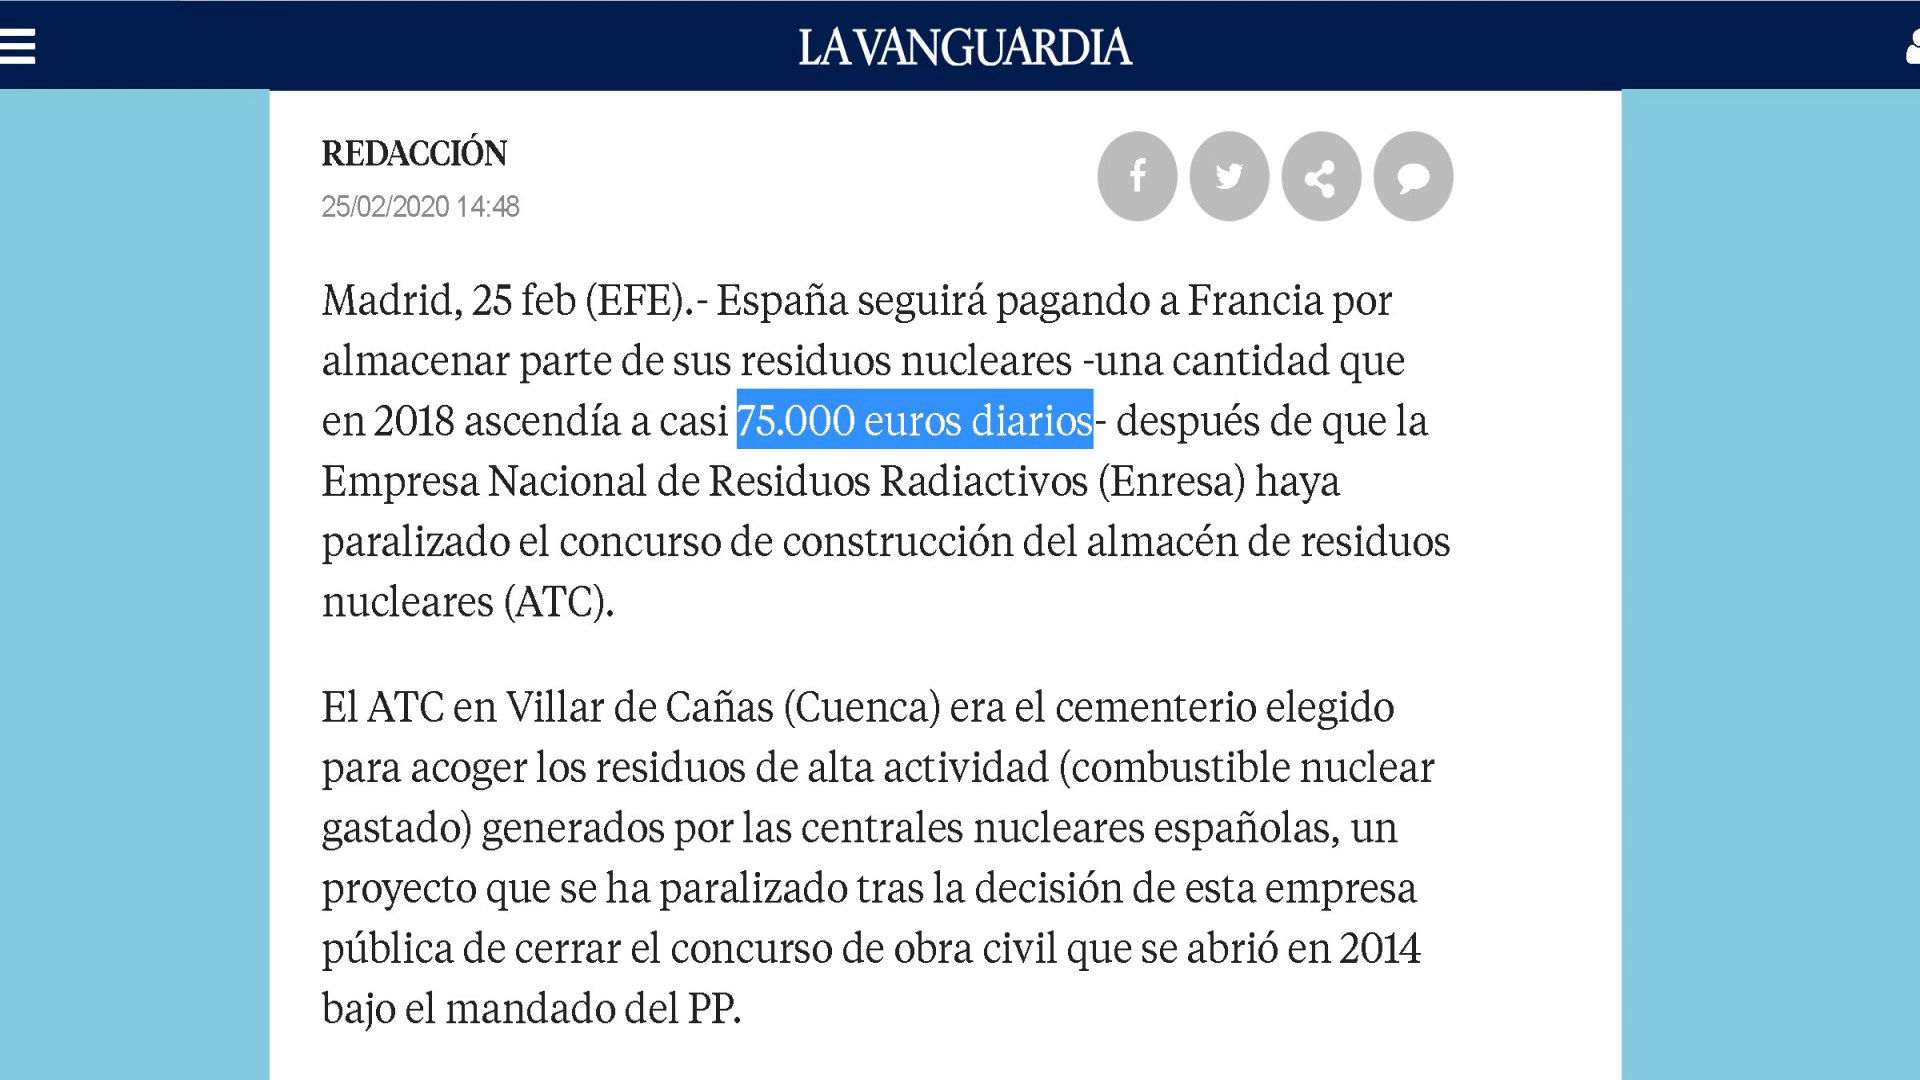 LA VANGUARDIA
REDACCIÓN
25/02/2020 14:48
Madrid, 25 feb (EFE).- España seguirá pagando a Francia por
almacenar parte de sus residuos nucleares -una cantidad que
en 2018 ascendía a casi 75.000 euros diarios- después de que la
Empresa Nacional de Residuos Radiactivos (Enresa) haya
paralizado el concurso de construcción del almacén de residuos
nucleares (ATC).
El ATC en Villar de Cañas (Cuenca) era el cementerio elegido
para acoger los residuos de alta actividad (combustible nuclear
gastado) generados por las centrales nucleares españolas, un
proyecto que se ha paralizado tras la decisión de esta empresa
pública de cerrar el concurso de obra civil que se abrió en 2014
bajo el mandado del PP.